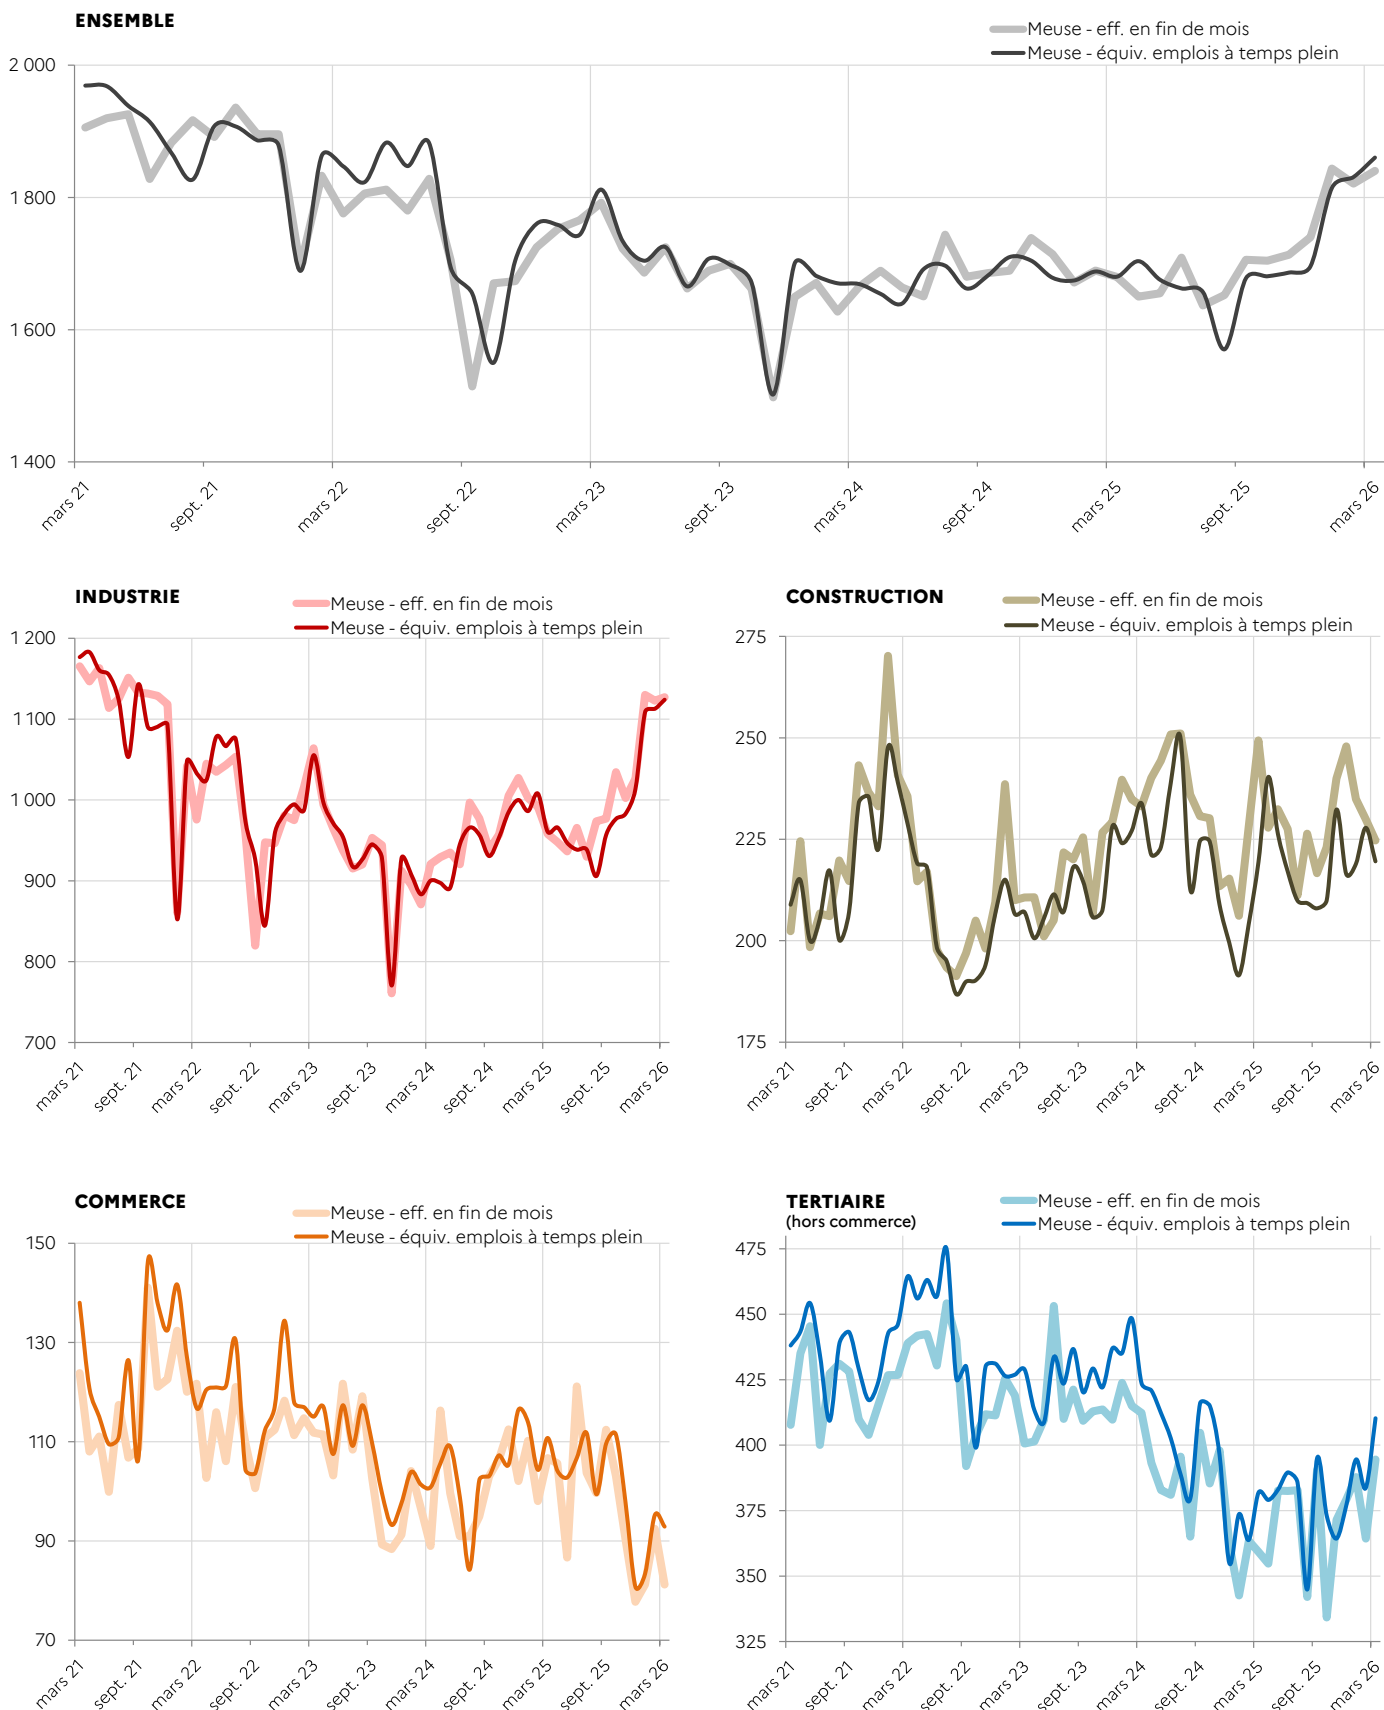 ENSEMBLE
Meuse - eff. en fin de mois
Meuse - équiv. emplois à temps plein
2 000
1 800
1 600
1 400
mars 21
sept. 21
mars 22
sept. 22
mars 23
sept. 23
mars 24
sept. 24
mars 25
sept. 25
mars 26
INDUSTRIE
Meuse - eff. en fin de mois
Meuse - équiv. emplois à temps plein
1 200
1 100
1 000
900
800
700
mars 21
sept. 21
mars 22
sept. 22
mars 23
sept. 23
mars 24
sept. 24
mars 25
sept. 25
mars 26
CONSTRUCTION
Meuse - eff. en fin de mois
Meuse - équiv. emplois à temps plein
275
250
225
200
175
mars 21
sept. 21
mars 22
sept. 22
mars 23
sept. 23
mars 24
sept. 24
mars 25
sept. 25
mars 26
COMMERCE
Meuse - eff. en fin de mois
Meuse - équiv. emplois à temps plein
150
130
110
90
70
mars 21
sept. 21
mars 22
sept. 22
mars 23
sept. 23
mars 24
sept. 24
mars 25
sept. 25
mars 26
TERTIAIRE
(hors commerce)
Meuse - eff. en fin de mois
Meuse - équiv. emplois à temps plein
475
450
425
400
375
350
325
mars 21
sept. 21
mars 22
sept. 22
mars 23
sept. 23
mars 24
sept. 24
mars 25
sept. 25
mars 26